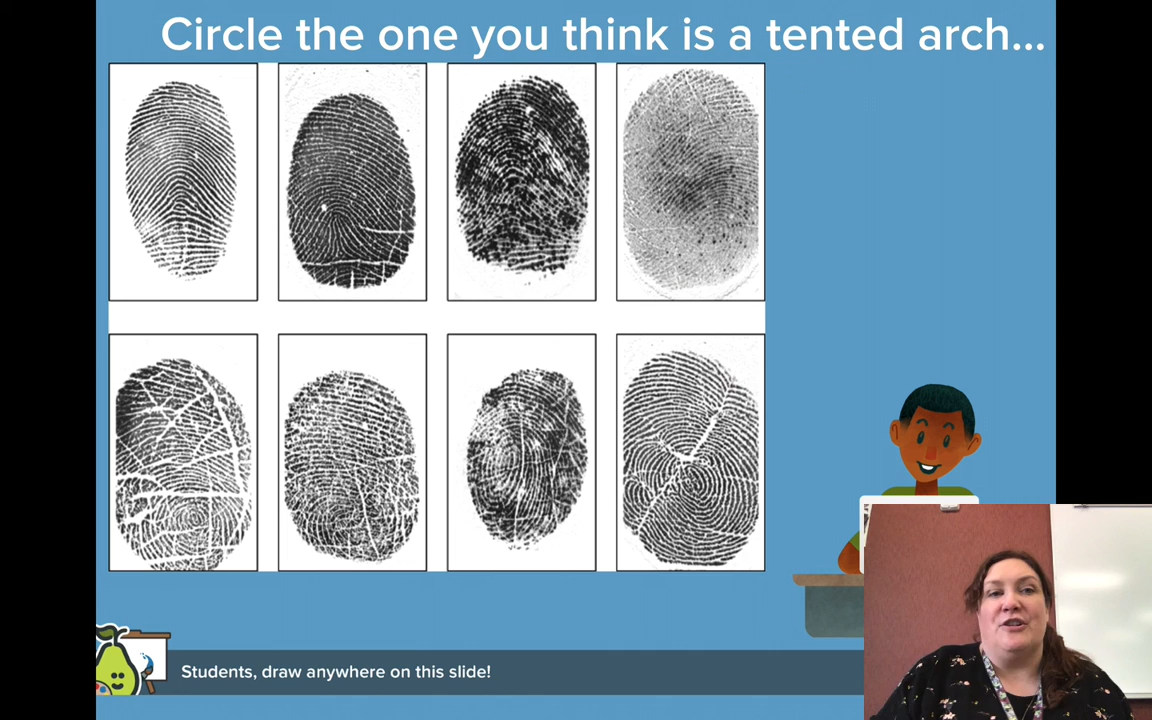 Circle the one you think is a tented arch...
Students, draw anywhere on this slide!